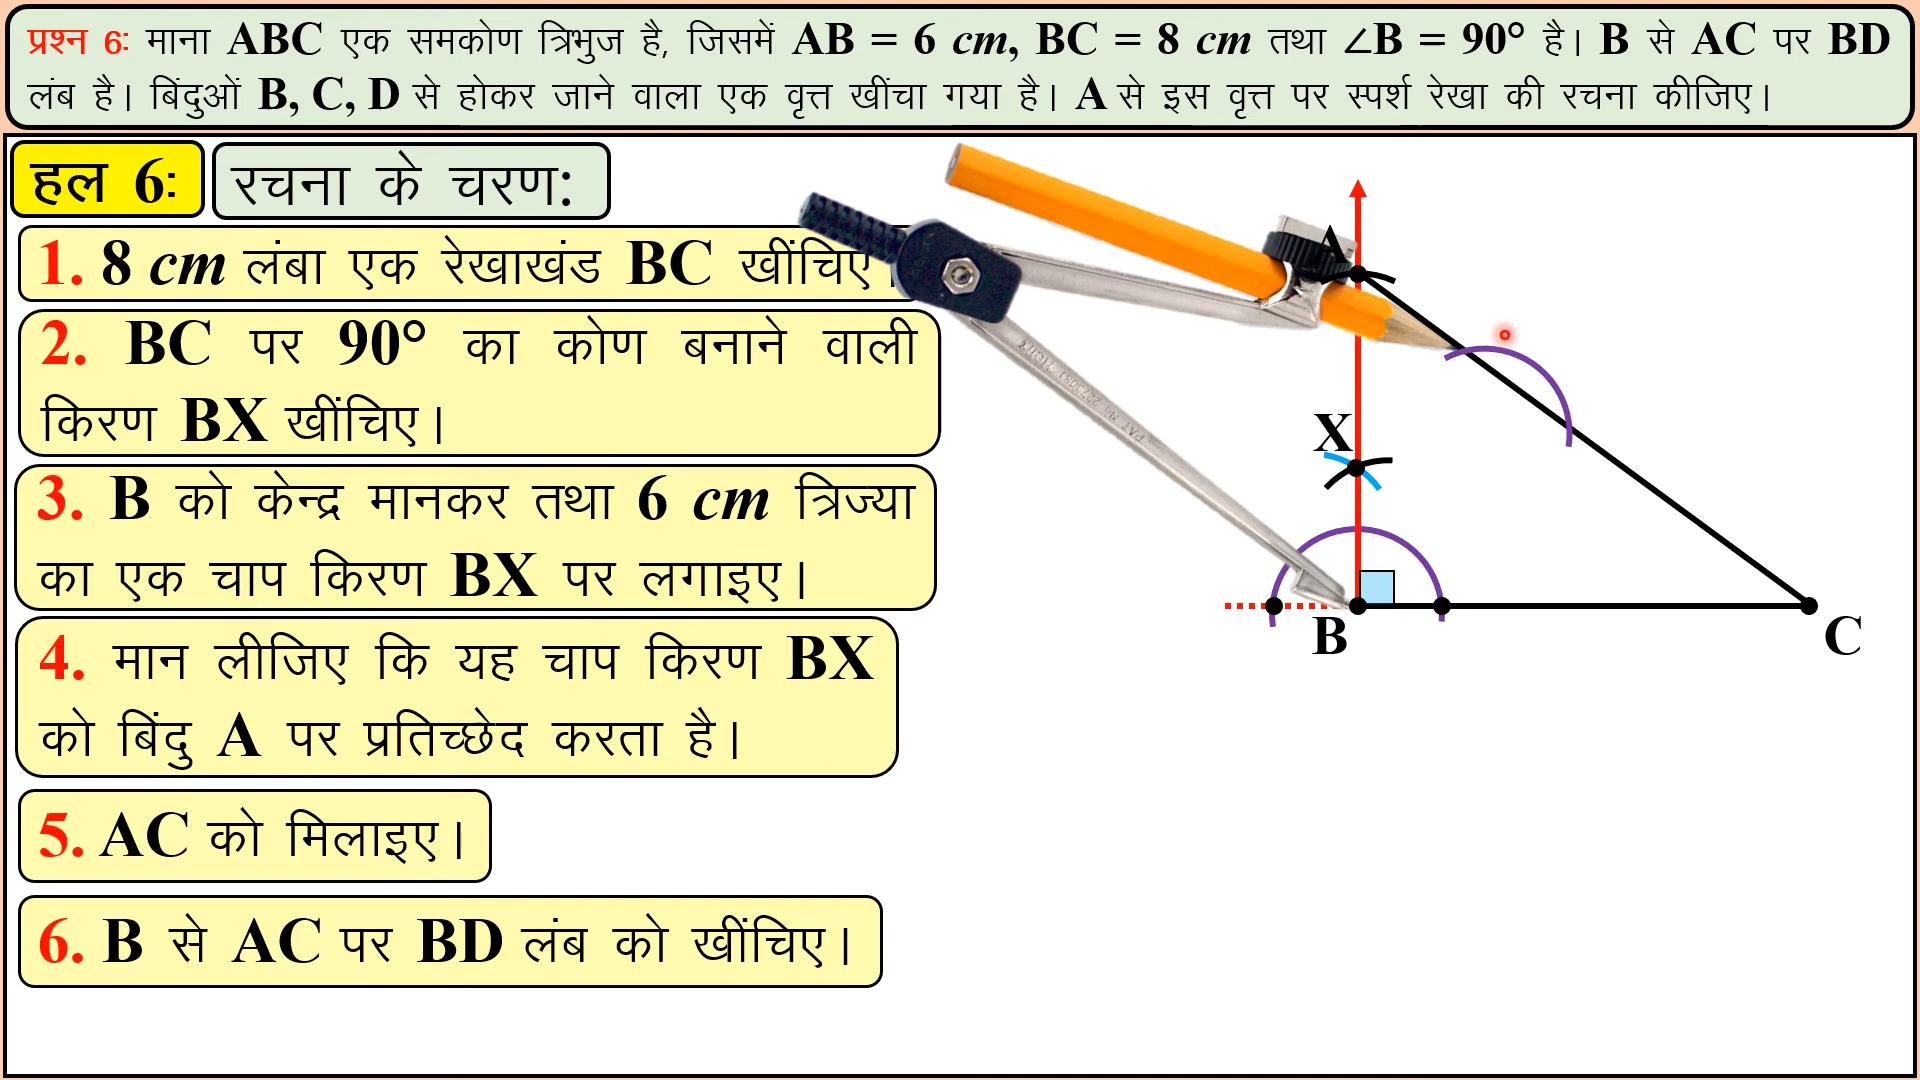 प्रश्न 6: माना ABC एक समकोण त्रिभुज है, जिसमें AB = 6 cm, BC = 8 cm तथा ∠B = 90° है। B से AC पर BD
लंब है। बिंदुओं B, C, D से होकर जाने वाला एक वृत्त खींचा गया है। A से इस वृत्त पर स्पर्श रेखा की रचना कीजिए।
हल 6:
रचना के चरण:
1. 8 cm लंबा एक रेखाखंड BC खींचिए।
2. BC पर 90° का कोण बनाने वाली
किरण BX खींचिए।
3. B को केन्द्र मानकर तथा 6 cm त्रिज्या
का एक चाप किरण BX पर लगाइए।
4. मान लीजिए कि यह चाप किरण BX
को बिंदु A पर प्रतिच्छेद करता है।
5. AC को मिलाइए।
6. B से AC पर BD लंब को खींचिए।
A
X
B
C